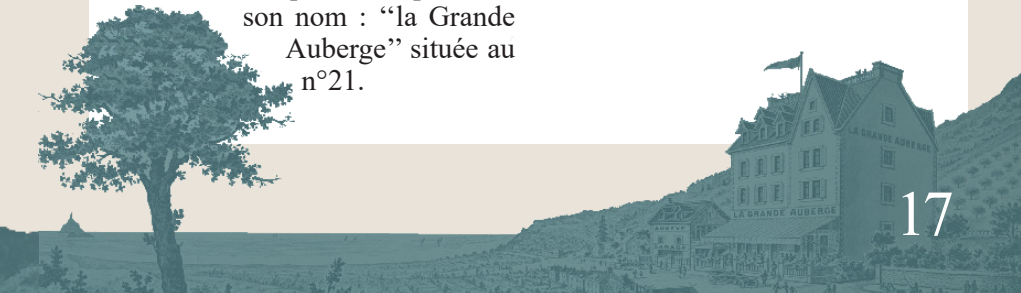 son nom : “la Grande
Auberge” située au
n°21.
LA GRANDE AUBERGE
LA GRANDE AUBERGE
17